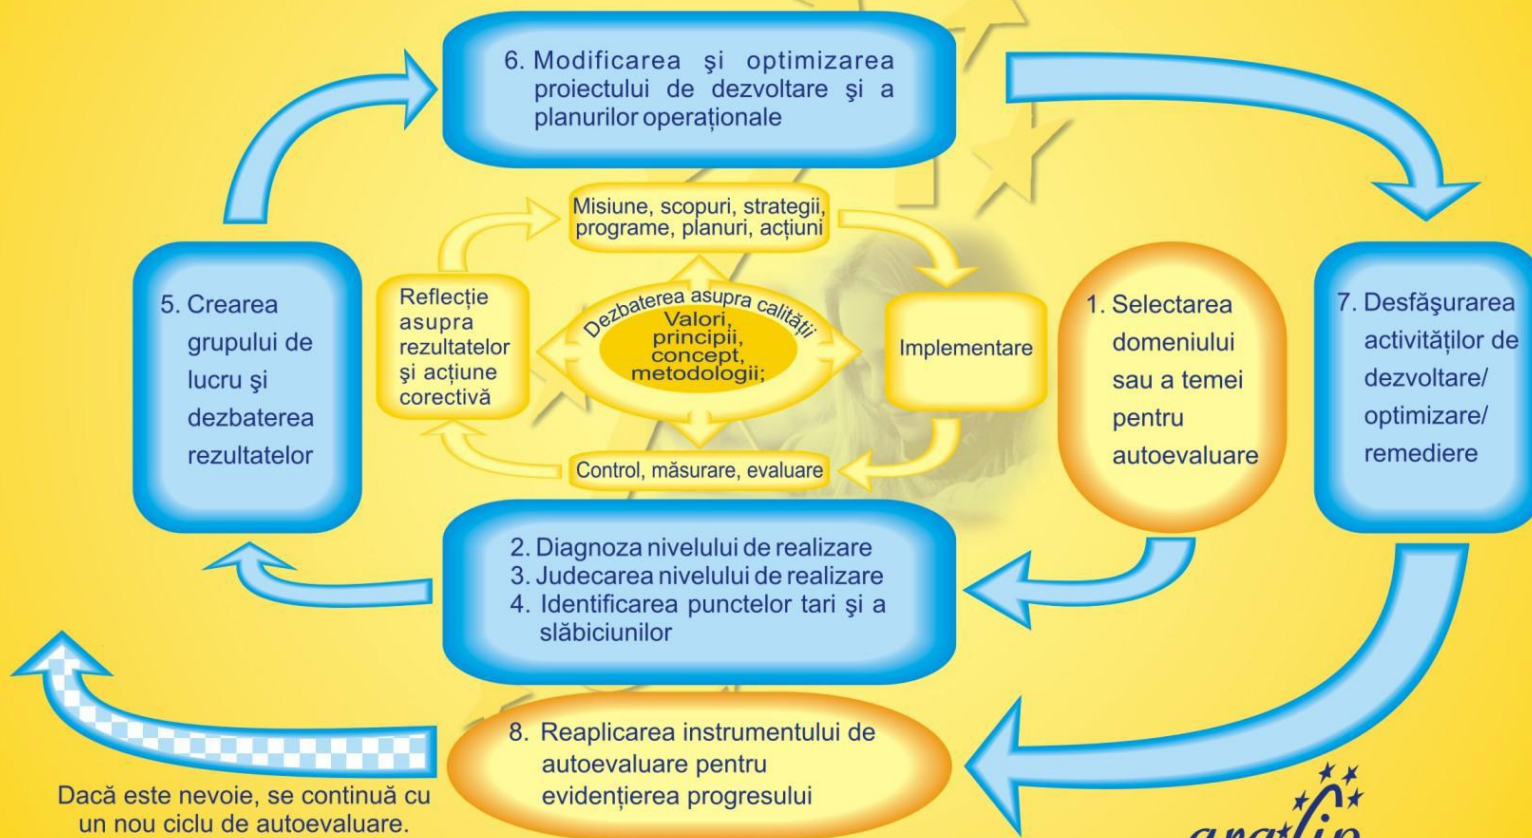 6. Modificarea şi optimizarea
proiectului de dezvoltare şi a
planurilor operaționale
Misiune, scopuri, strategii,
programe, planuri, acțiuni
5. Crearea
grupului de
lucru şi
dezbaterea
rezultatelor
Reflecție
asupra
rezultatelor
şi acțiune
corectivă
Dezbaterea asupra calității
Valori,
principii,
concept,
metodologii;
Implementare
Control, măsurare, evaluare
1. Selectarea
domeniului
sau a temei
pentru
autoevaluare
7. Desfăşurarea
activităților de
dezvoltare/
optimizare/
remediere
2. Diagnoza nivelului de realizare
3. Judecarea nivelului de realizare
4. Identificarea punctelor tari şi a
slăbiciunilor
8. Reaplicarea instrumentului de
autoevaluare pentru
evidențierea progresului
Dacă este nevoie, se continuă cu
un nou ciclu de autoevaluare.